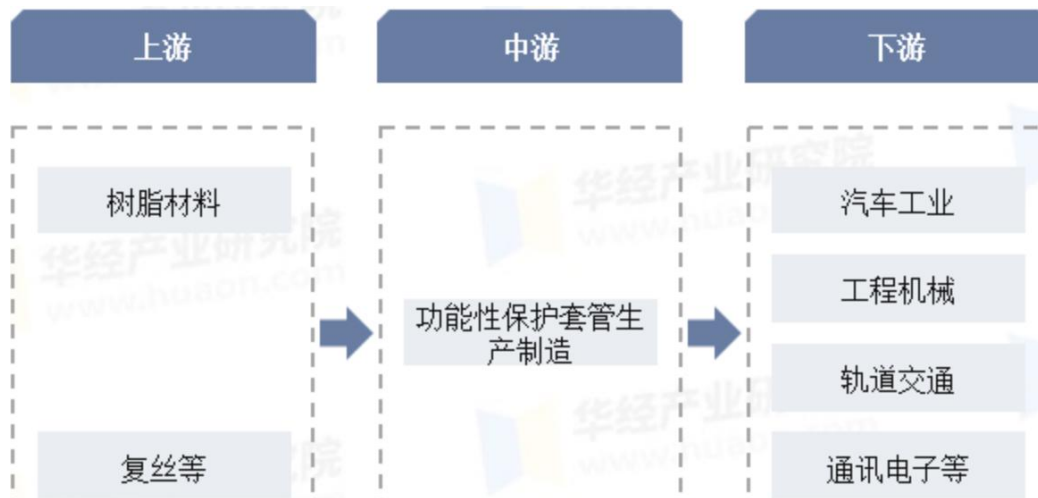 上游
中游
下游
树脂材料
复丝等
功能性保护套管生
产制造
汽车工业
工程机械
轨道交通
通讯电子等
华经产业研究院
www.huaon.com